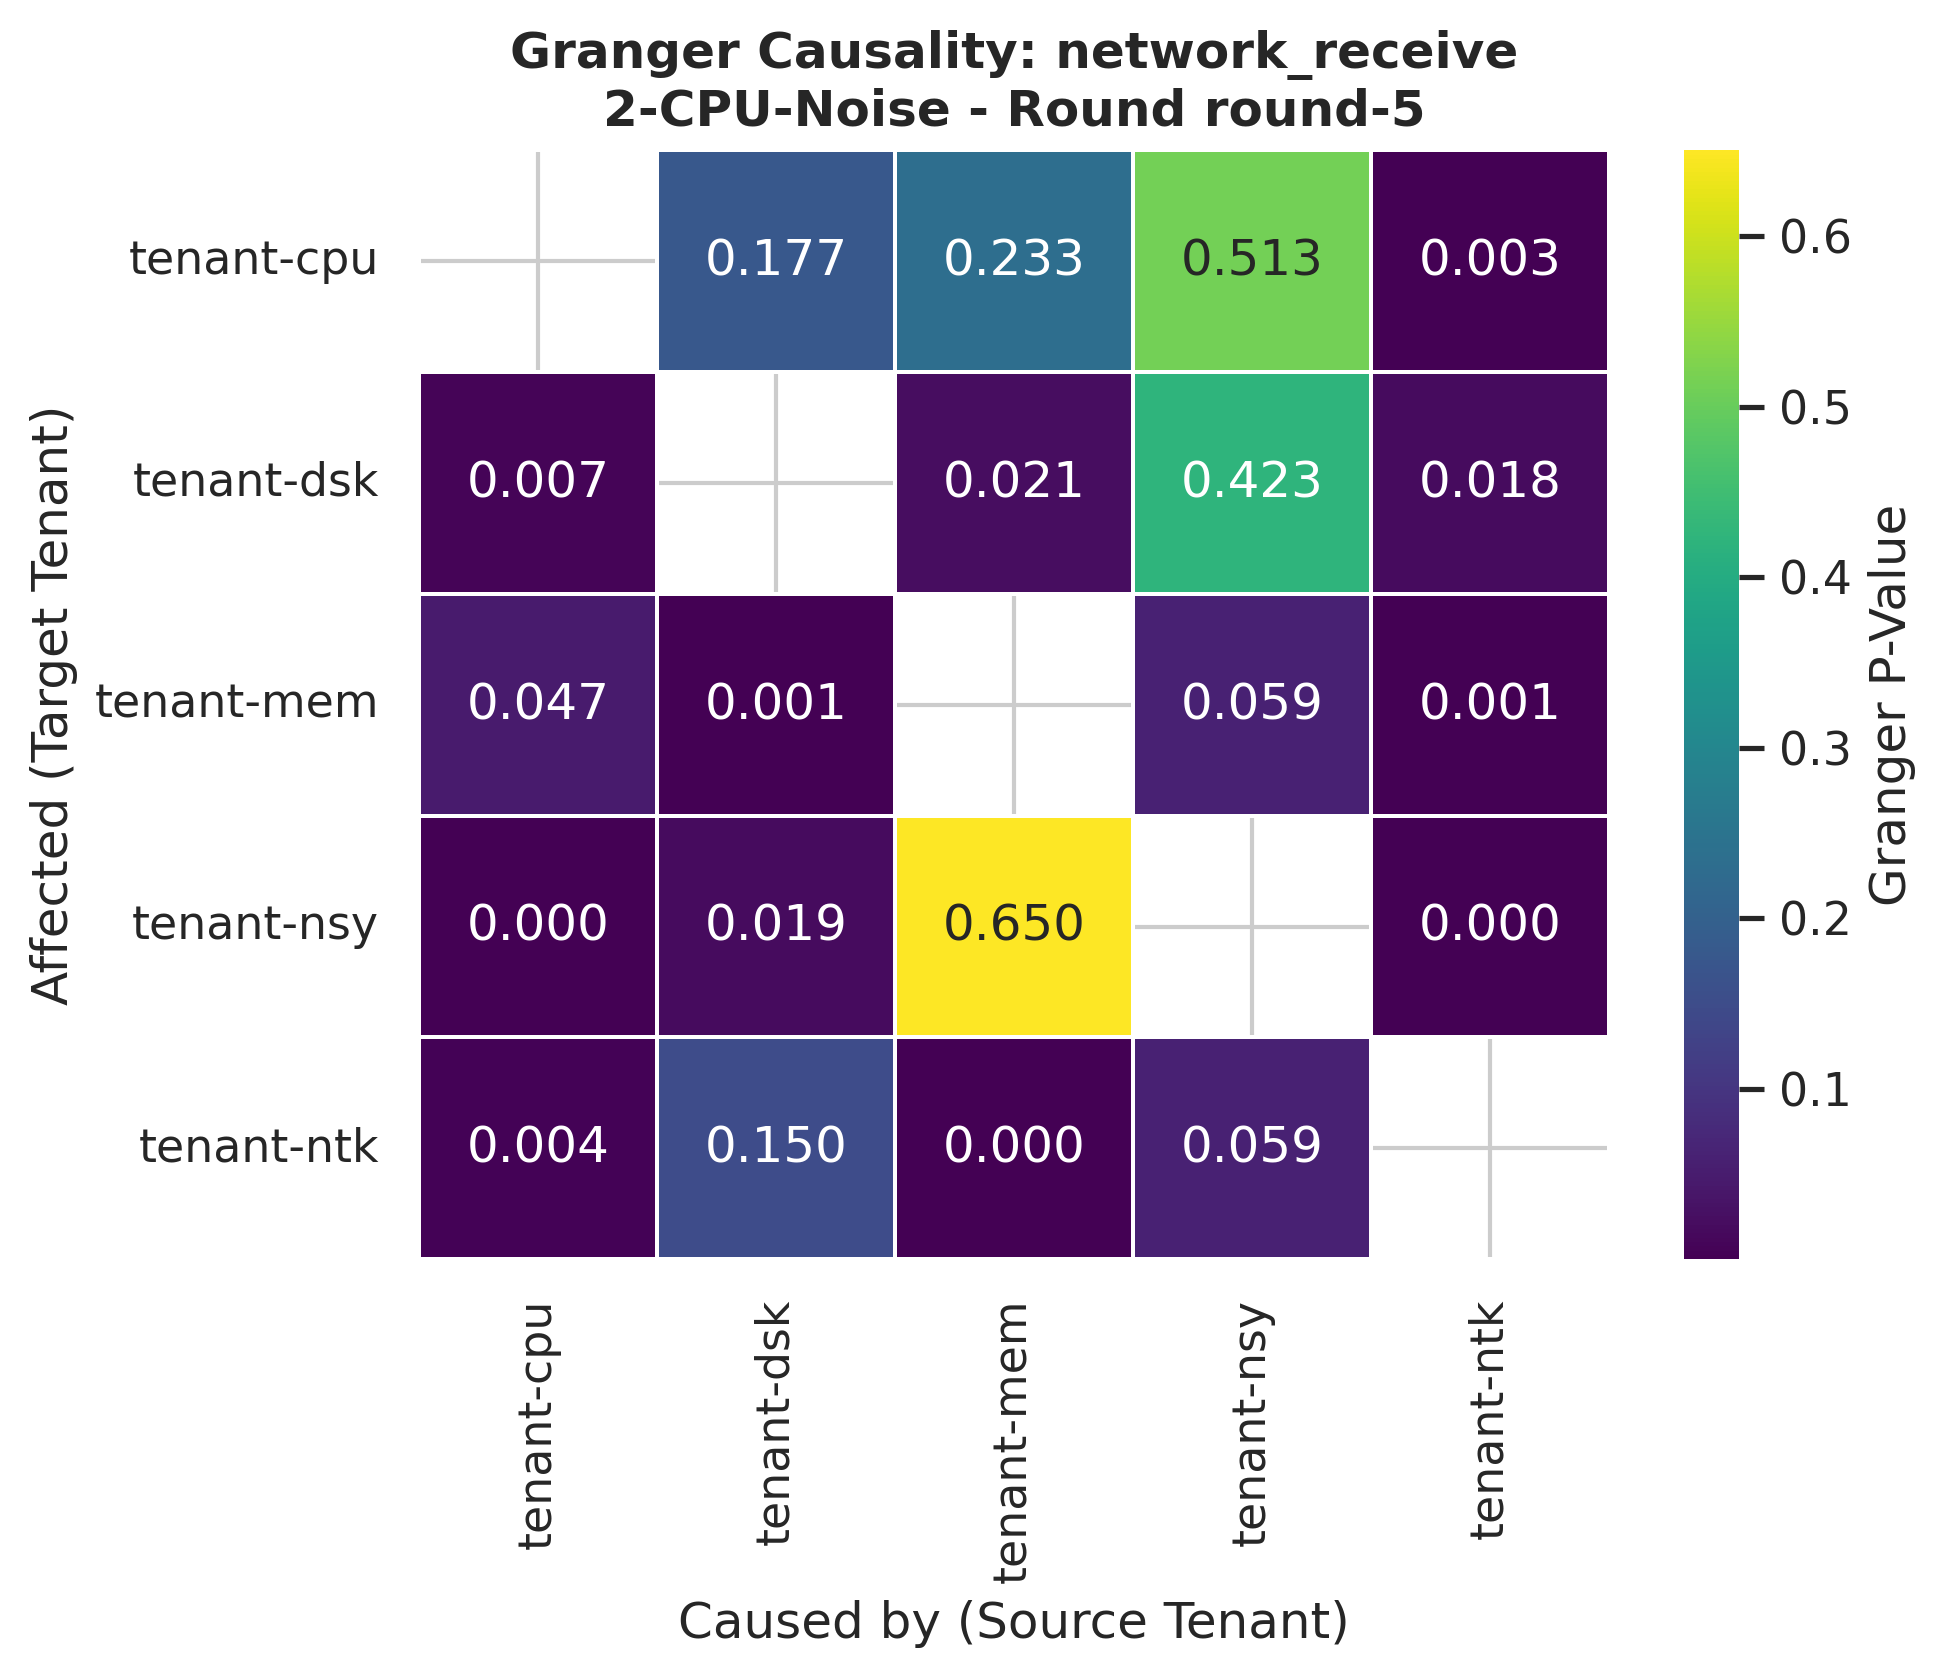 Granger Causality: network_receive
2-CPU-Noise - Round round-5
Affected (Target Tenant)
tenant-cpu
0.177 0.233 0.513 0.003
tenant-dsk
0.007 0.021 0.423 0.018
tenant-mem
0.047 0.001 0.059 0.001
tenant-nsy
0.000 0.019 0.650 0.000
tenant-ntk
0.004 0.150 0.000 0.059
tenant-cpu
tenant-dsk
tenant-mem
tenant-nsy
tenant-ntk
Caused by (Source Tenant)
0.6
0.5
0.4
0.3
0.2
0.1
Granger P-Value